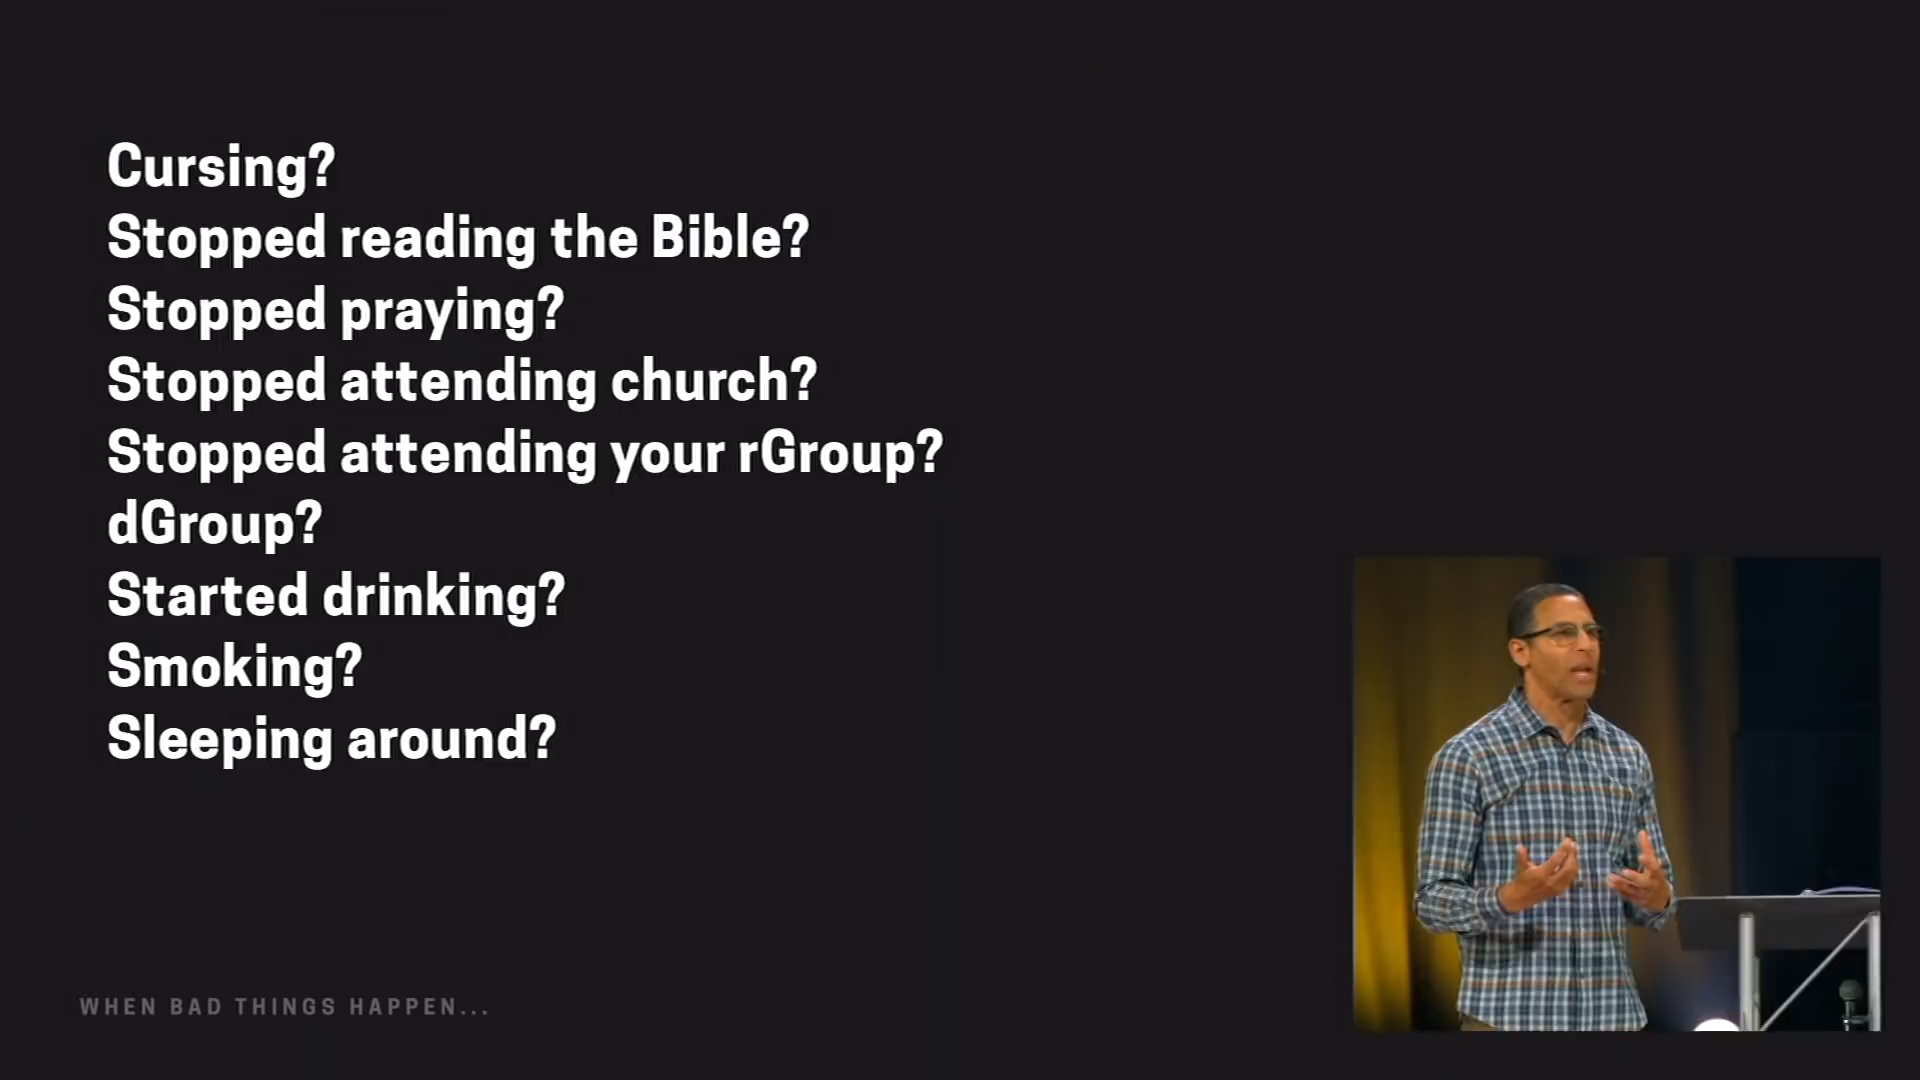 Cursing?
Stopped reading the Bible?
Stopped praying?
Stopped attending church?
Stopped attending your rGroup?
dGroup?
Started drinking?
Smoking?
Sleeping around?
WHEN BAD THINGS HAPPEN...